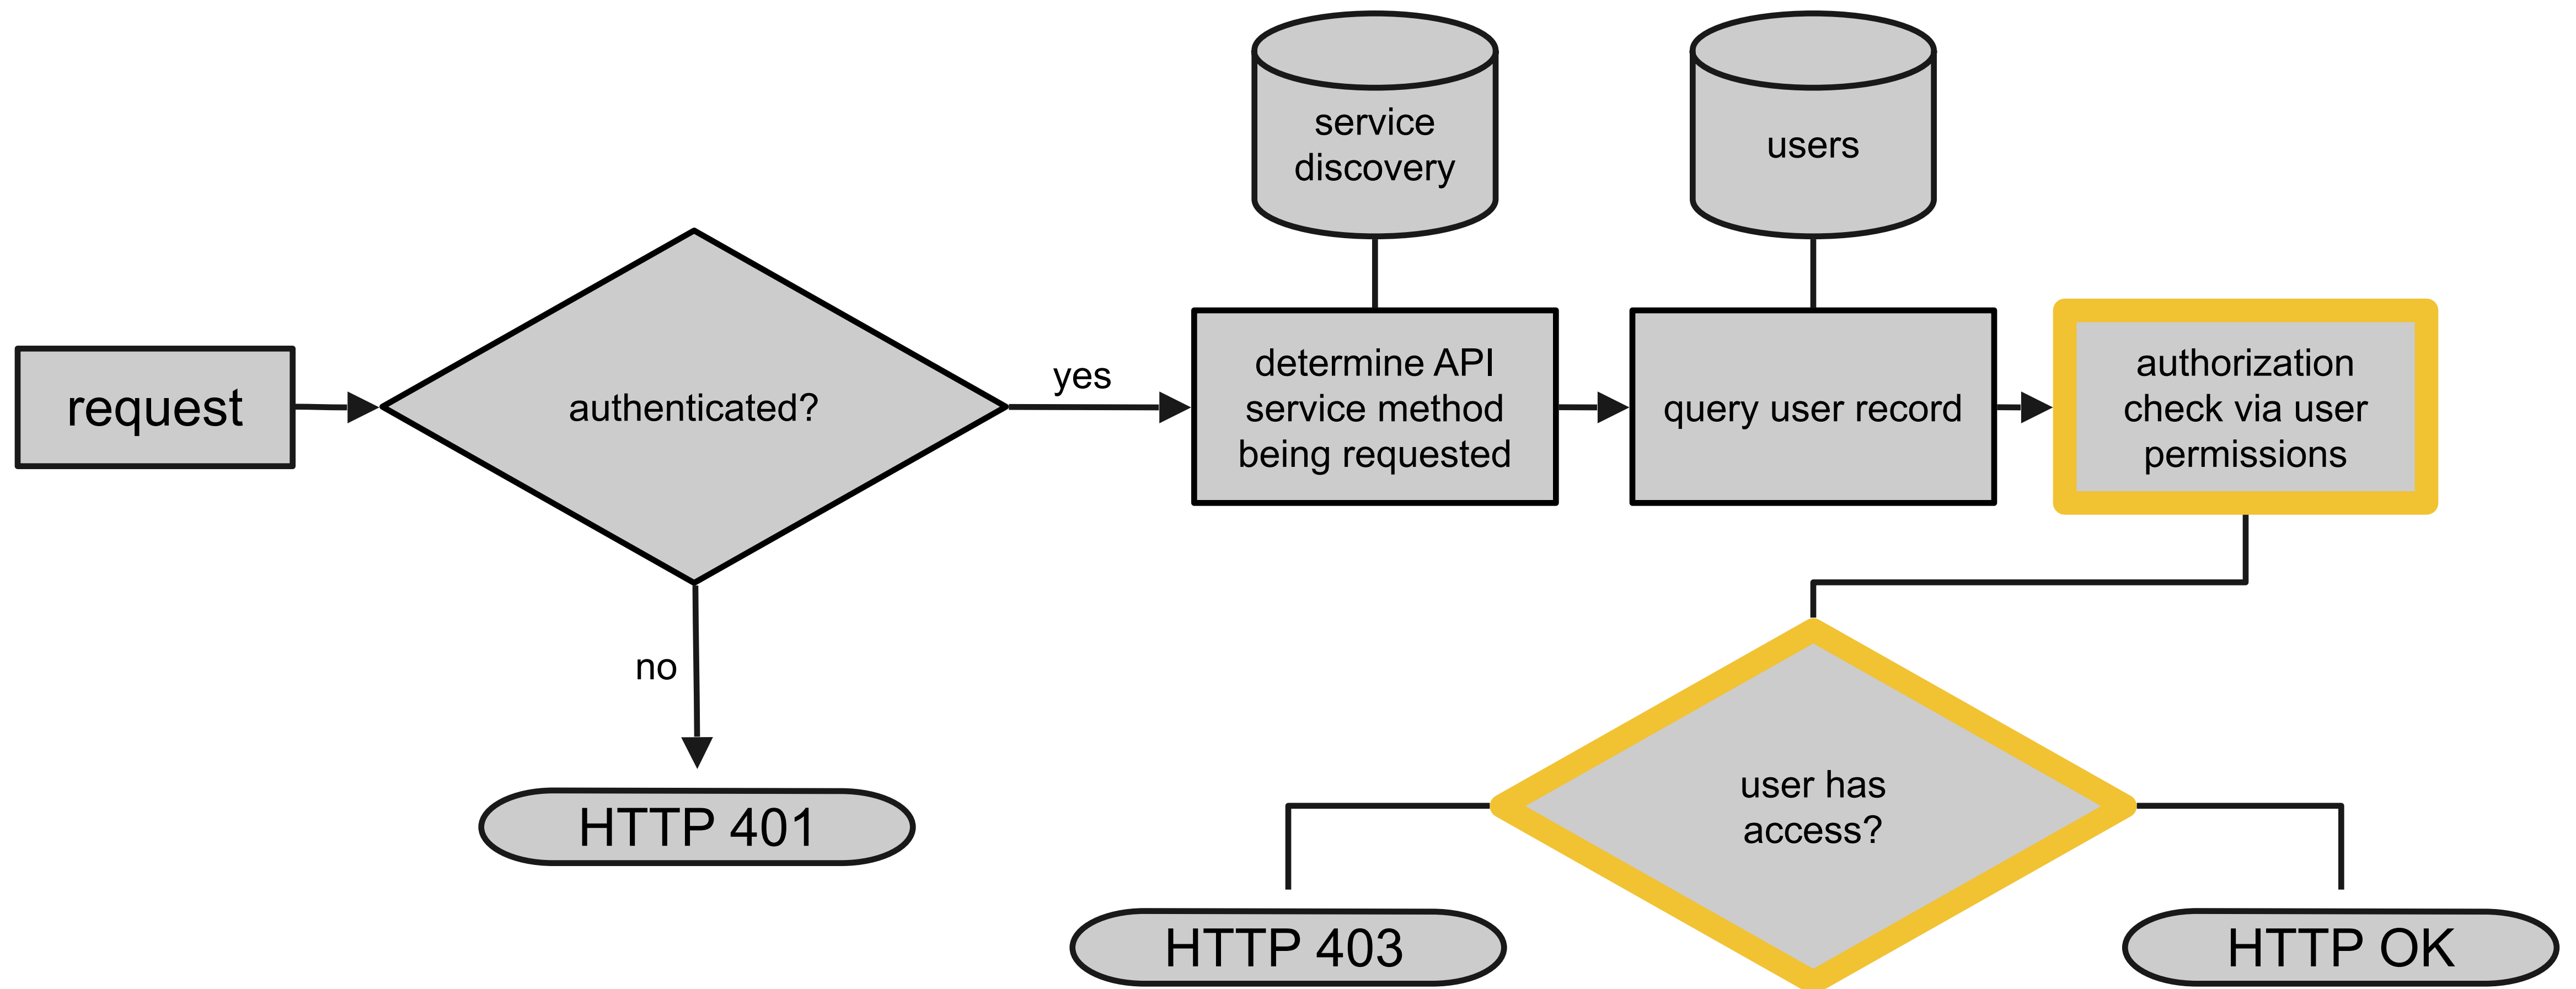 service
discovery
users
request
authenticated?
yes
determine API
service method
being requested
query user record
authorization
check via user
permissions
no
HTTP 401
user has
access?
HTTP 403
HTTP OK